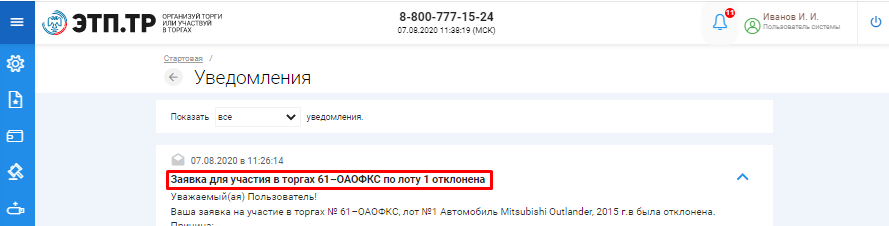 ЭТП.ТР
ОРГАНИЗУЙ ТОРГИ
ИЛИ УЧАСТВУЙ
В ТОРГАХ
8-800-777-15-24
07.08.2020 11:38:19 (МСК)
11
Иванов И. И.
Пользователь системы
Стартовая /
Уведомления
Показать все уведомления.
07.08.2020 в 11:26:14
Заявка для участия в торгах 61–ОАОФКС по лоту 1 отклонена
Уважаемый(ая) Пользователь!
Ваша заявка на участие в торгах № 61–ОАОФКС, лот №1 Автомобиль Mitsubishi Outlander, 2015 г.в была отклонена.
Причина: